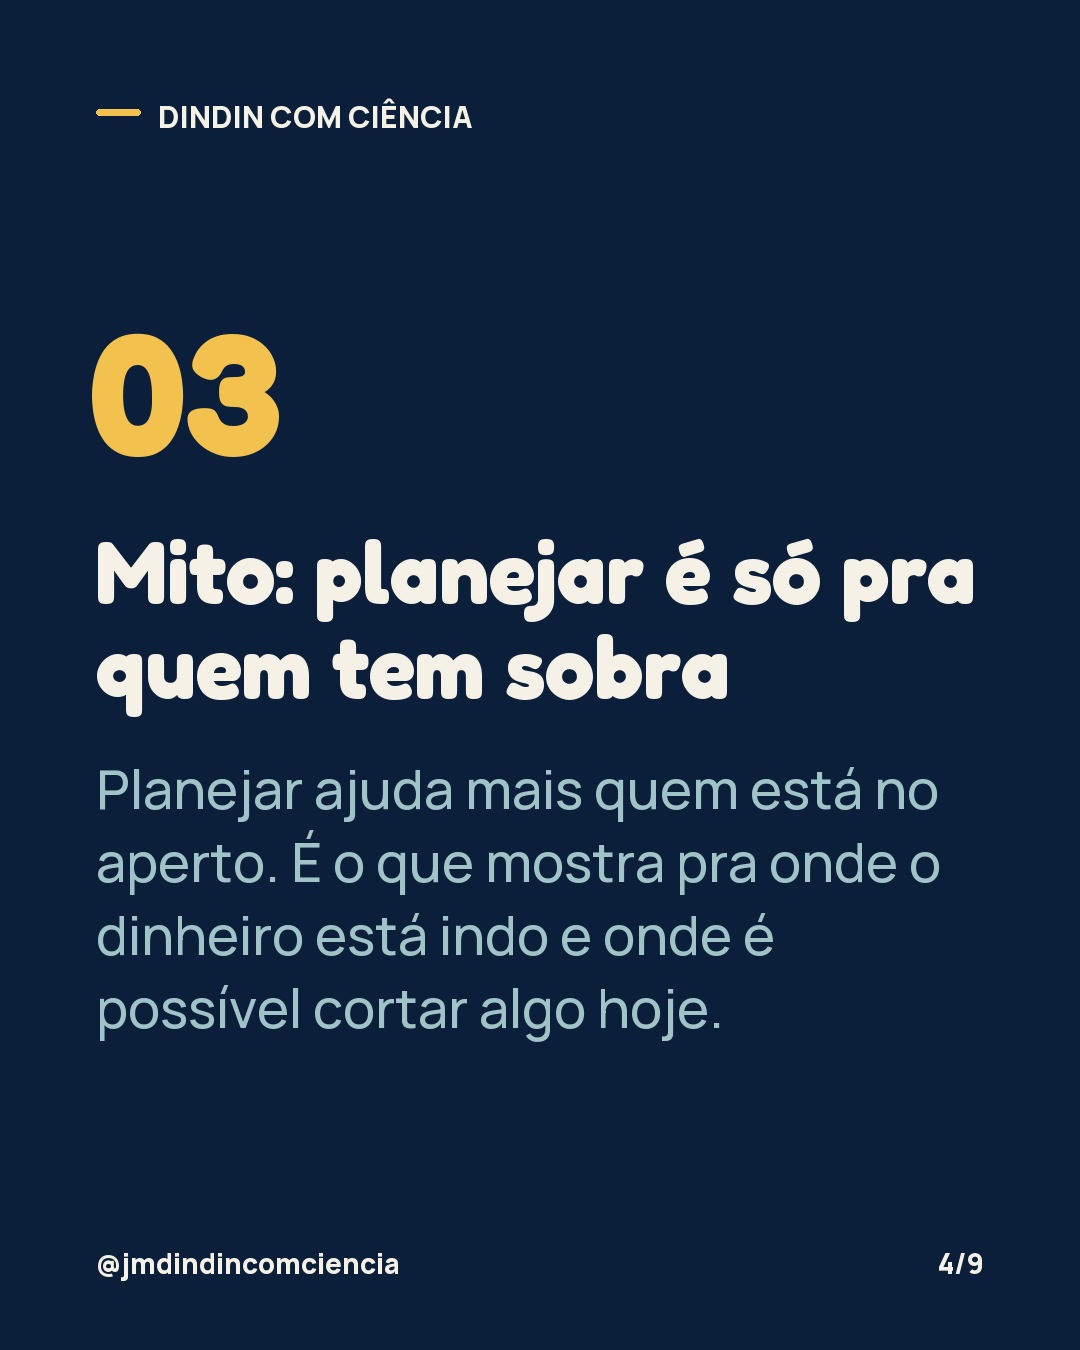 DINDIN COM CIÊNCIA
03
Mito: planejar é só pra
quem tem sobra
Planejar ajuda mais quem está no
aperto. É o que mostra pra onde o
dinheiro está indo e onde é
possível cortar algo hoje.
@jmdindincomciencia
4/9